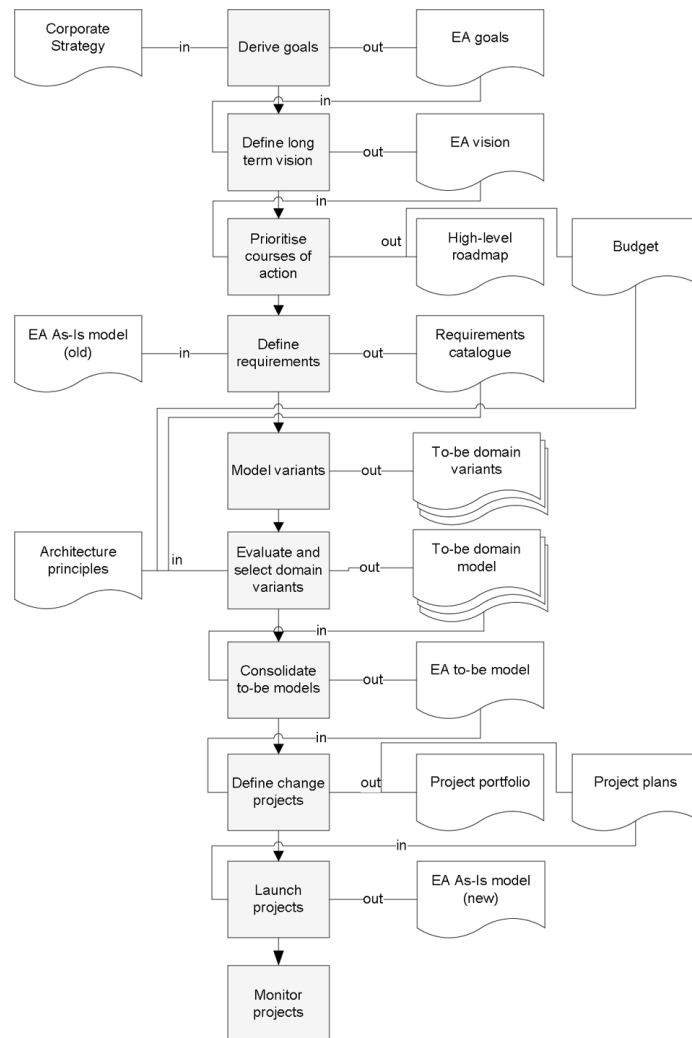 Corporate
Strategy
in
Derive goals
out
EA goals
in
Define long
term vision
out
EA vision
in
Prioritise
courses of
action
out
High-level
roadmap
Budget
EA As-Is model
(old)
in
Define
requirements
out
Requirements
catalogue
Model variants
out
To-be domain
variants
Architecture
principles
in
Evaluate and
select domain
variants
out
To-be domain
model
in
Consolidate
to-be models
out
EA to-be model
in
Define change
projects
out
Project portfolio
Project plans
in
Launch
projects
out
EA As-Is model
(new)
Monitor
projects